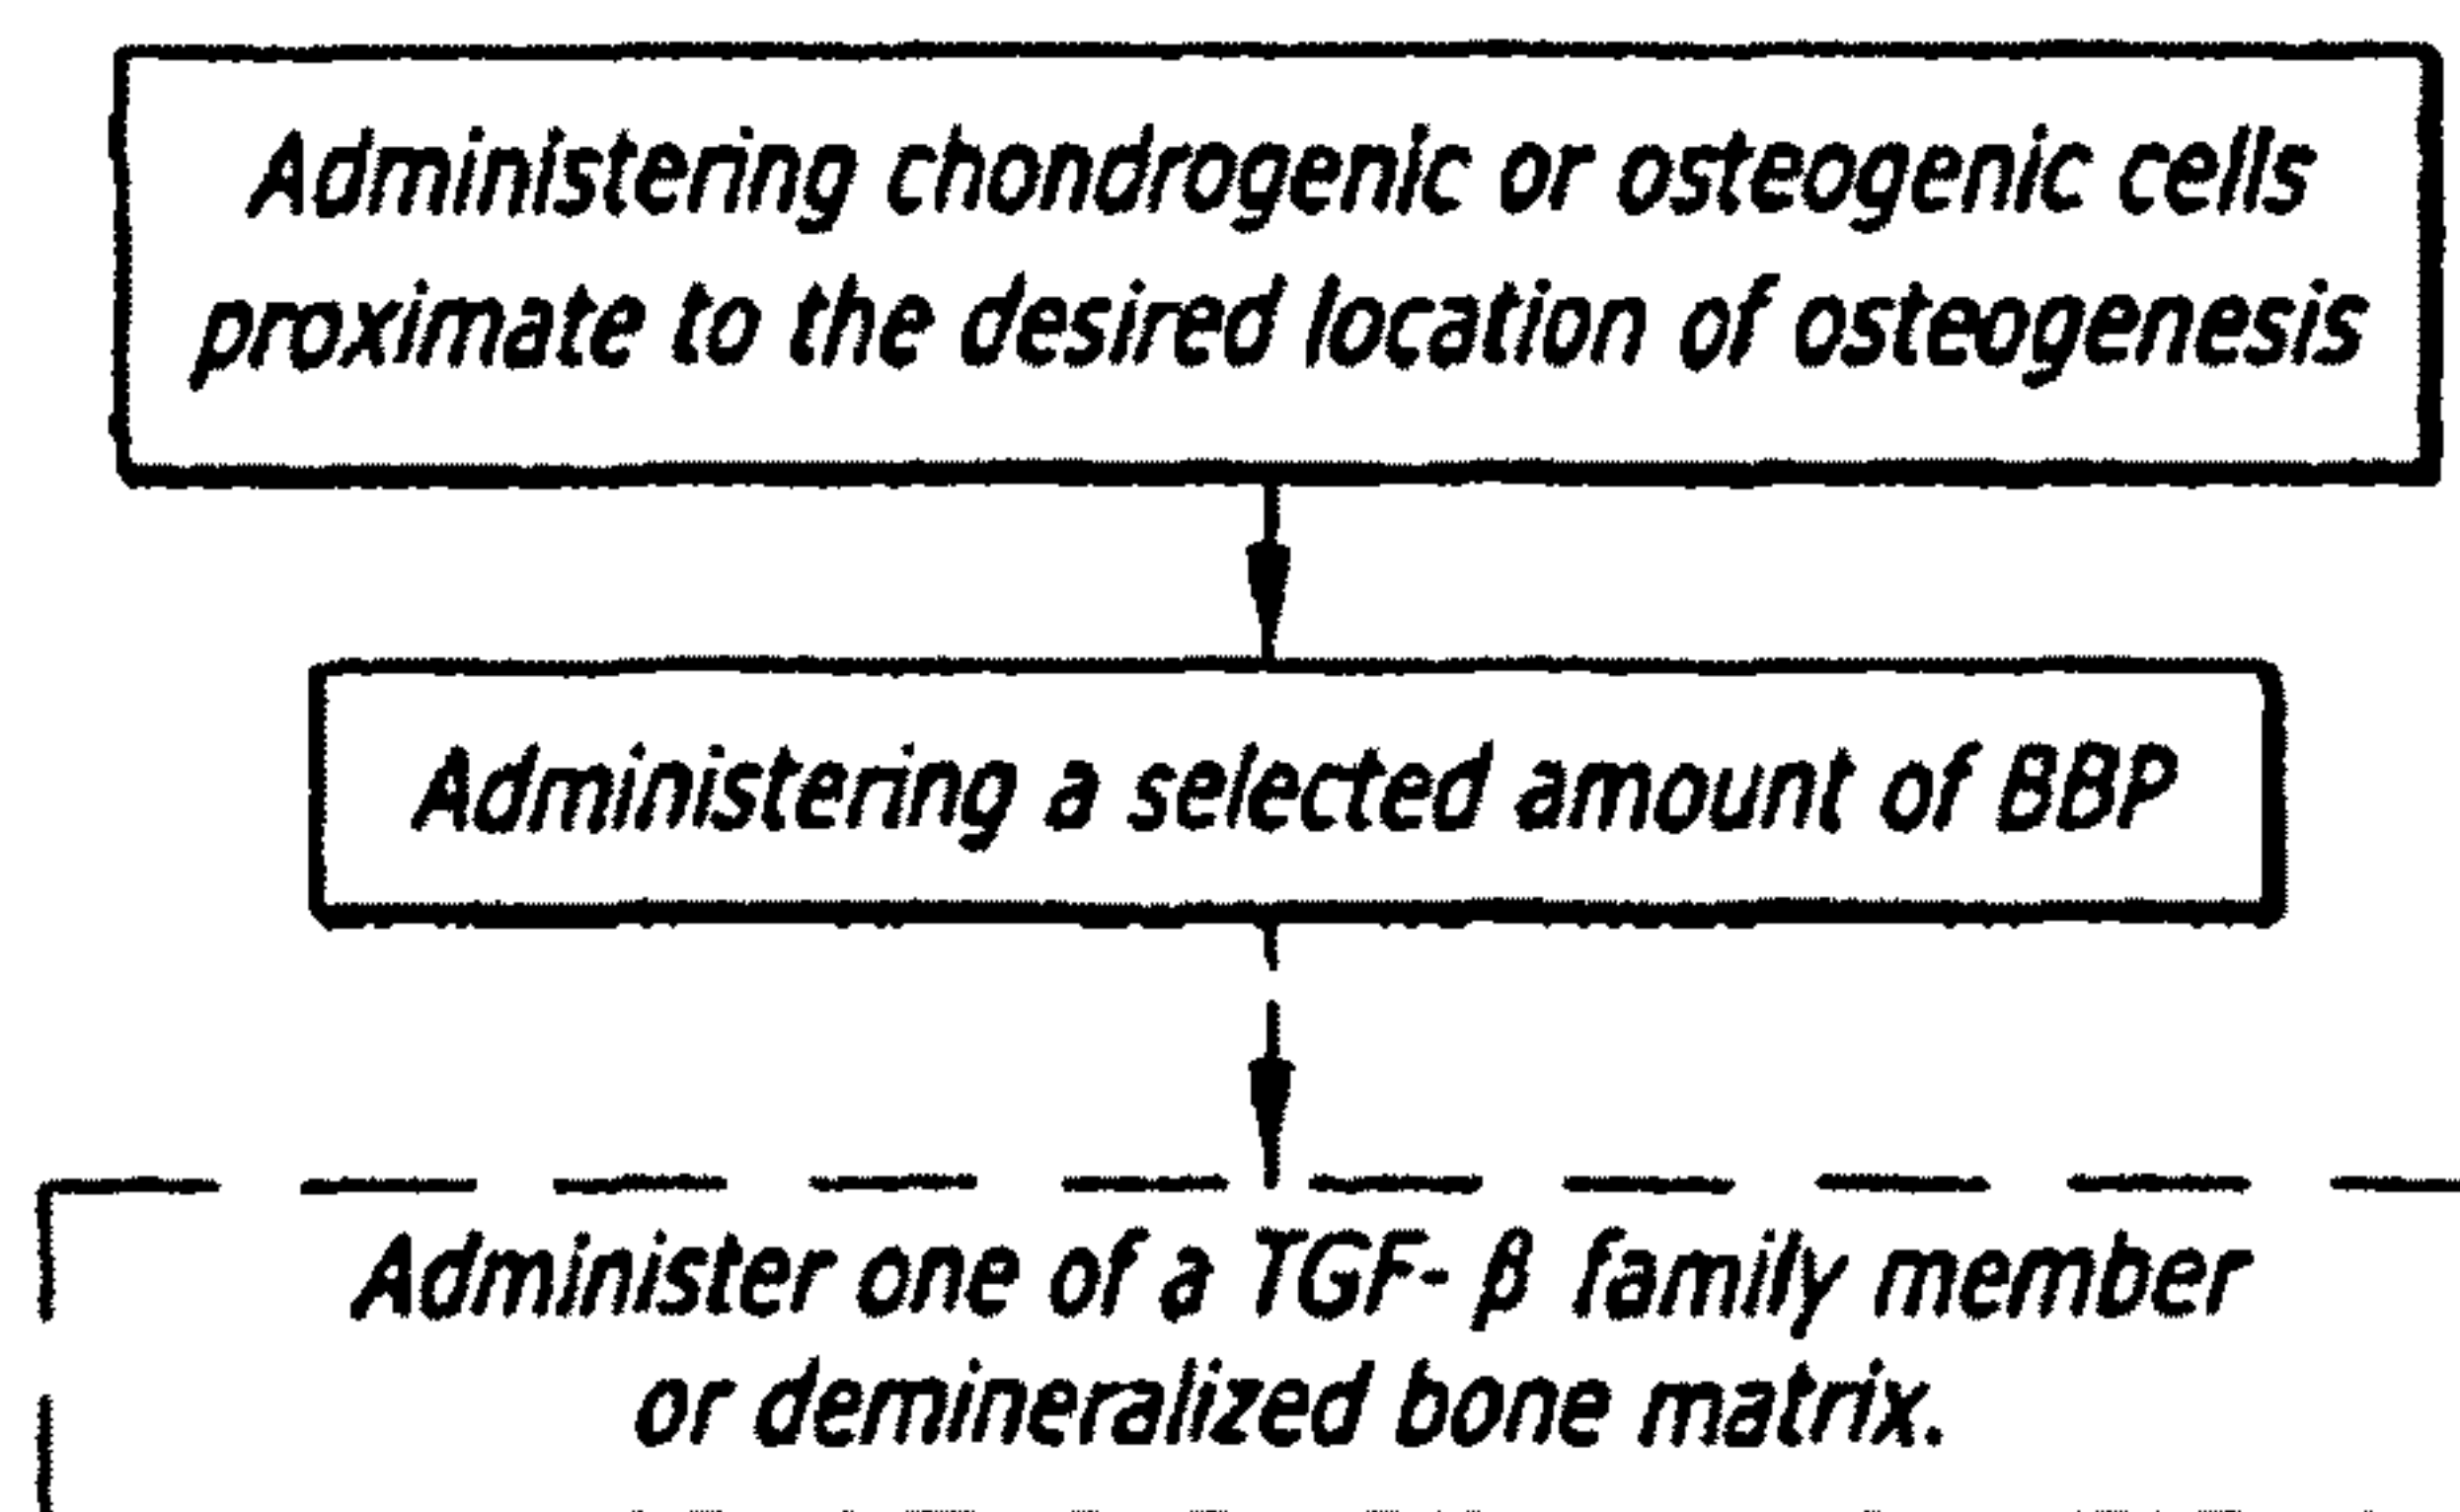 Administering chondrogenic or osteogenic cells
proximate to the desired location of osteogenesis
Administering a selected amount of BBP
Administer one of a TGF- β family member
or demineralized bone matrix.